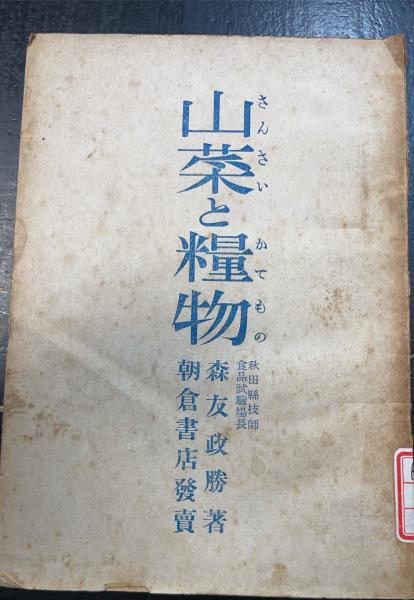 さんさい かてもの
山菜と糧物
秋田縣技師
食品試驗場長
森友政勝著
朝倉書店發賣